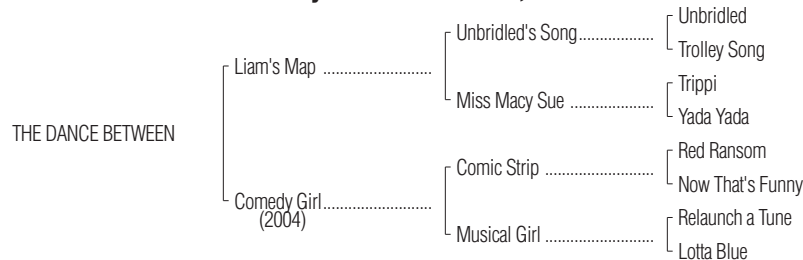 Unbridled
Unbridled's Song..................
Trolley Song
Liam's Map ..........................
Trippi
Miss Macy Sue ....................
Yada Yada
THE DANCE BETWEEN
Red Ransom
Comic Strip ..........................
Now That's Funny
Comedy Girl..........................
(2004)
Relaunch a Tune
Musical Girl ..........................
Lotta Blue